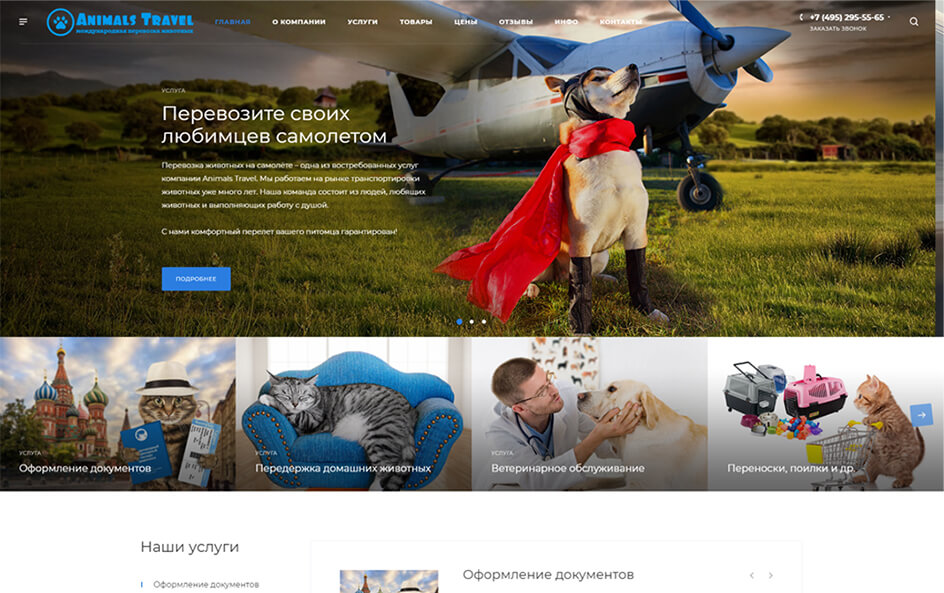 Animals Travel
международная перевозка животных
ГЛАВНАЯ
О КОМПАНИИ
УСЛУГИ
ТОВАРЫ
ЦЕНЫ
ОТЗЫВЫ
ИНФО
КОНТАКТЫ
+7 (495) 295-55-65
ЗАКАЗАТЬ ЗВОНОК
УСЛУГА
Перевозите своих
любимцев самолетом
Перевозка животных на самолете – одна из востребованных услуг
компании Animals Travel. Мы работаем на рынке транспортировки
животных уже много лет. Наша команда состоит из людей, любящих
животных и выполняющих работу с душой.
С нами комфортный перелет вашего питомца гарантирован!
ПОДРОБНЕЕ
УСЛУГА
Оформление документов
УСЛУГА
Передержка домашних животных
УСЛУГА
Ветеринарное обслуживание
Переноски, поилки и др.
Наши услуги
Оформление документов
Оформление документов